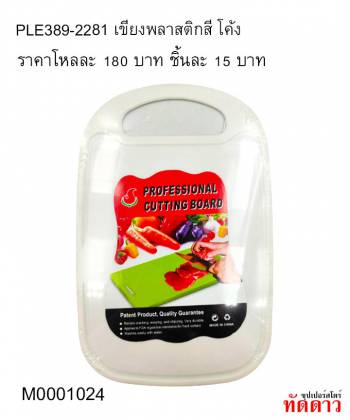 PLE389-2281 เขียงพลาสติกสี โค้ง
ราคาโหลละ 180 บาท ชิ้นละ 15 บาท
PROFESSIONAL
CUTTING BOARD
Patent Product, Quality Guarantee
MADE IN CHINA
M0001024
ซุปเปอร์สโตร์
ทัดดาว